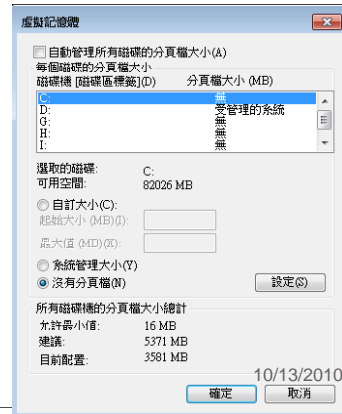 虛擬記憶體
自動管理所有磁碟的分頁檔大小(A)
每個磁碟的分頁檔大小
磁碟機 [磁碟區標籤](D) 分頁檔大小 (MB)
C: 無
D: 受管理的系統
G: 無
H: 無
I: 無
選取的磁碟: C:
可用空間: 82026 MB
自訂大小(C):
起始大小 (MB)(I):
最大值 (MD)(X):
系統管理大小(Y)
沒有分頁檔(N) 設定(S)
所有磁碟機的分頁檔大小總計
允許最小值: 16 MB
建議: 5371 MB
目前配置: 3581 MB
10/13/2010
確定 取消